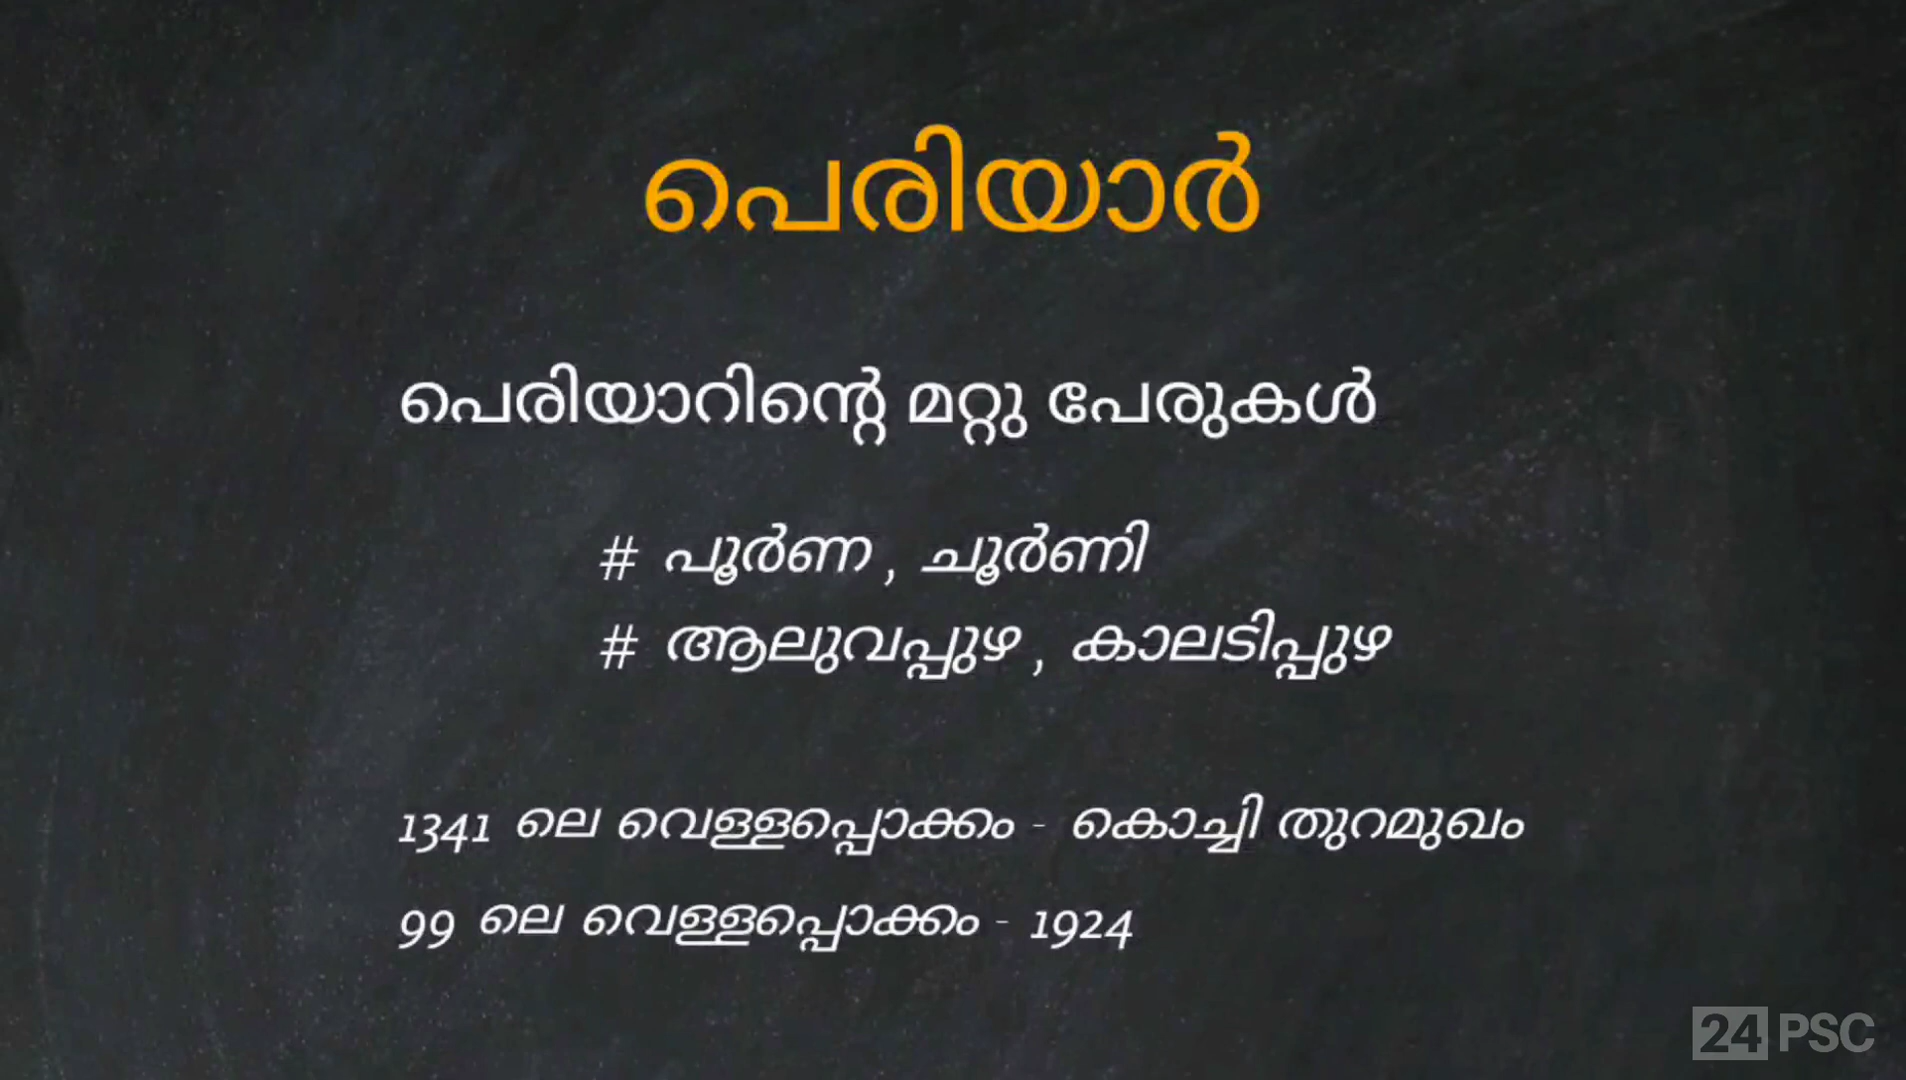 പെരിയാർ
പെരിയാറിന്റെ മറ്റു പേരുകൾ
# പൂർണ , ചൂർണി
# ആലുവപ്പുഴ , കാലടിപ്പുഴ
1341 ലെ വെള്ളപ്പൊക്കം - കൊച്ചി തുറമുഖം
99 ലെ വെള്ളപ്പൊക്കം - 1924
24 PSC